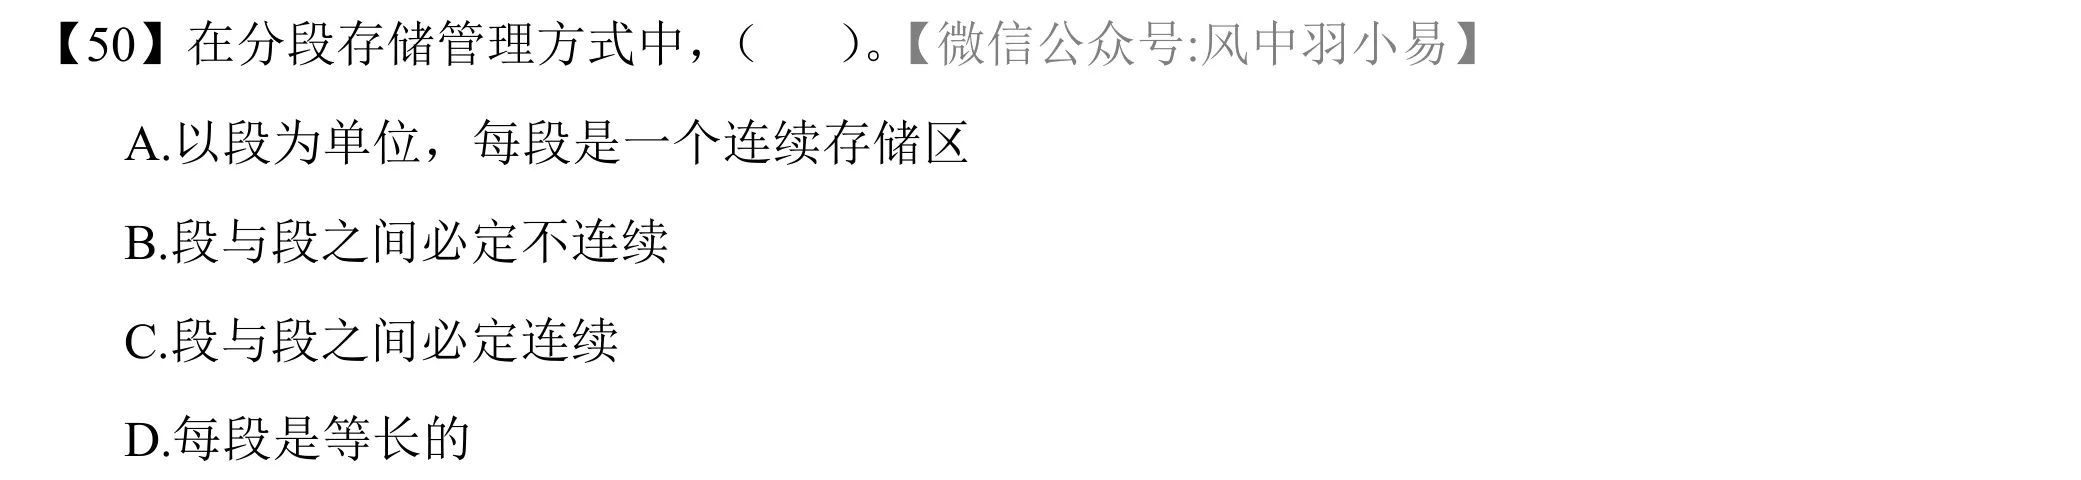 【50】在分段存储管理方式中，（　　）。【微信公众号:风中羽小易】
A.以段为单位，每段是一个连续存储区
B.段与段之间必定不连续
C.段与段之间必定连续
D.每段是等长的